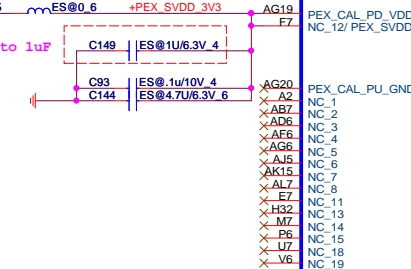 ES@0_6 +PEX_SVDD_3V3
AG19 PEX_CAL_PD_VDD
F7 NC_12/ PEX_SVDD
to 1uF
C149 ES@1U/6.3V_4
C93 ES@.1u/10V_4
C144 ES@4.7U/6.3V_6
AG20 PEX_CAL_PU_GND
A2 NC_1
AB7 NC_2
AD6 NC_3
AF6 NC_4
AG6 NC_5
AJ5 NC_6
AK15 NC_7
AL7 NC_8
E7 NC_11
H32 NC_13
M7 NC_14
P6 NC_15
U7 NC_18
V6 NC_19